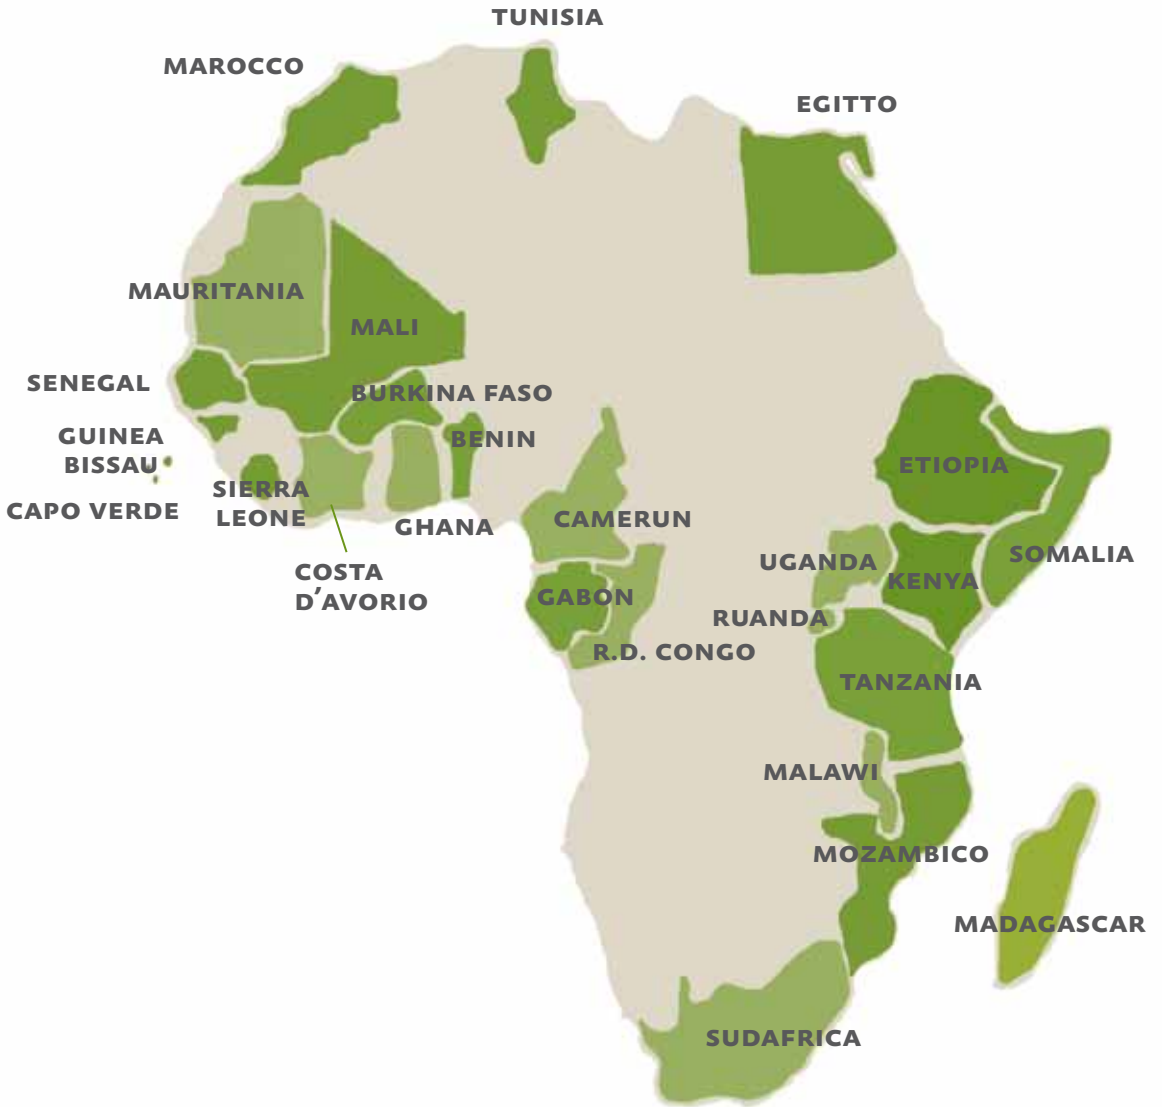 TUNISIA
MAROCCO
EGITTO
MAURITANIA
MALI
SENEGAL
BURKINA FASO
GUINEA
BISSAU
BENIN
ETIOPIA
SIERRA
LEONE
CAPO VERDE
GHANA
CAMERUN
COSTA
D'AVORIO
UGANDA
SOMALIA
KENYA
GABON
RUANDA
R.D. CONGO
TANZANIA
MALAWI
MOZAMBICO
MADAGASCAR
SUDAFRICA